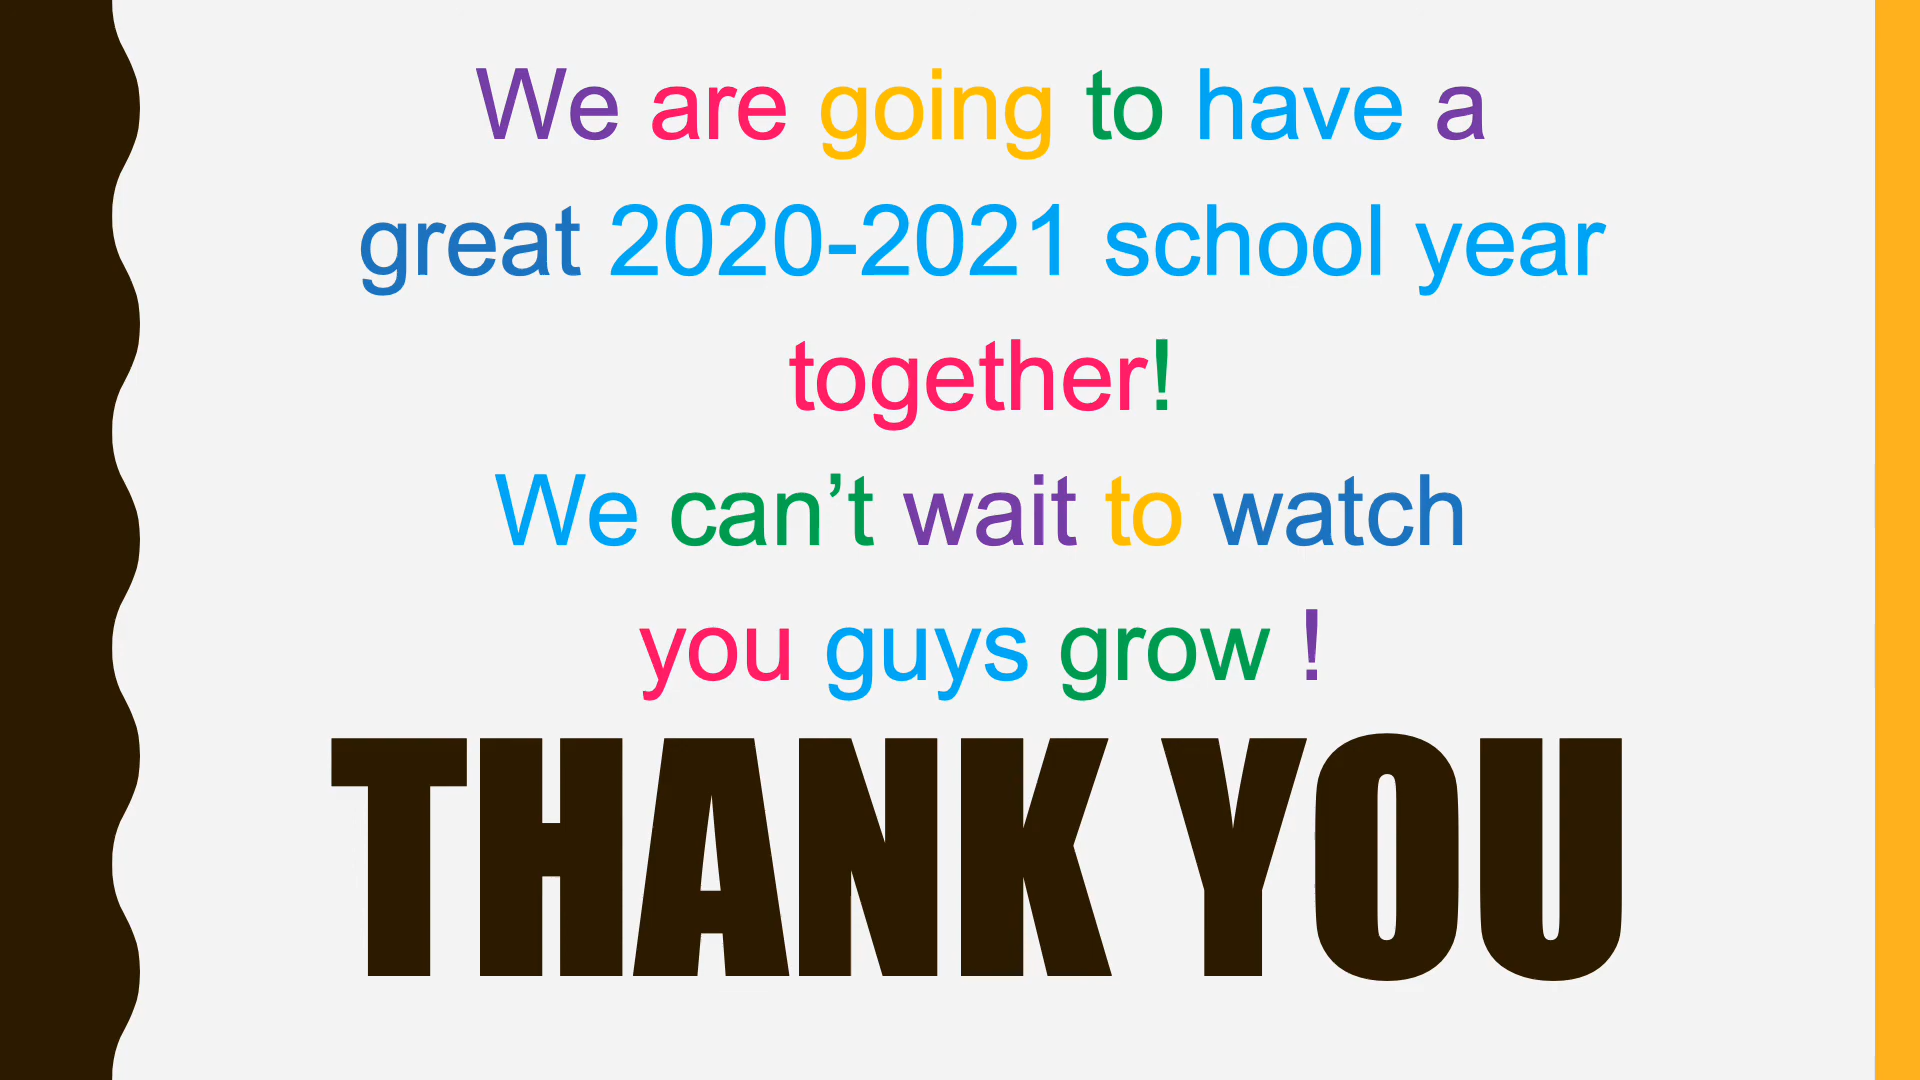 We are going to have a
great 2020-2021 school year
together!
We can’t wait to watch
you guys grow !
THANK YOU